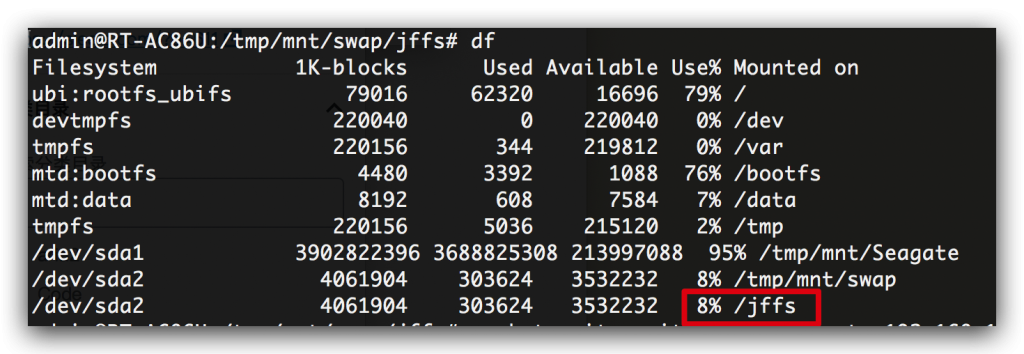 admin@RT-AC86U:/tmp/mnt/swap/jffs# df
Filesystem 1K-blocks Used Available Use% Mounted on
ubi:rootfs_ubifs 79016 62320 16696 79% /
devtmpfs 220040 0 220040 0% /dev
tmpfs 220156 344 219812 0% /var
mtd:bootfs 4480 3392 1088 76% /bootfs
mtd:data 8192 608 7584 7% /data
tmpfs 220156 5036 215120 2% /tmp
/dev/sda1 3902822396 3688825308 213997088 95% /tmp/mnt/Seagate
/dev/sda2 4061904 303624 3532232 8% /tmp/mnt/swap
/dev/sda2 4061904 303624 3532232 8% /jffs